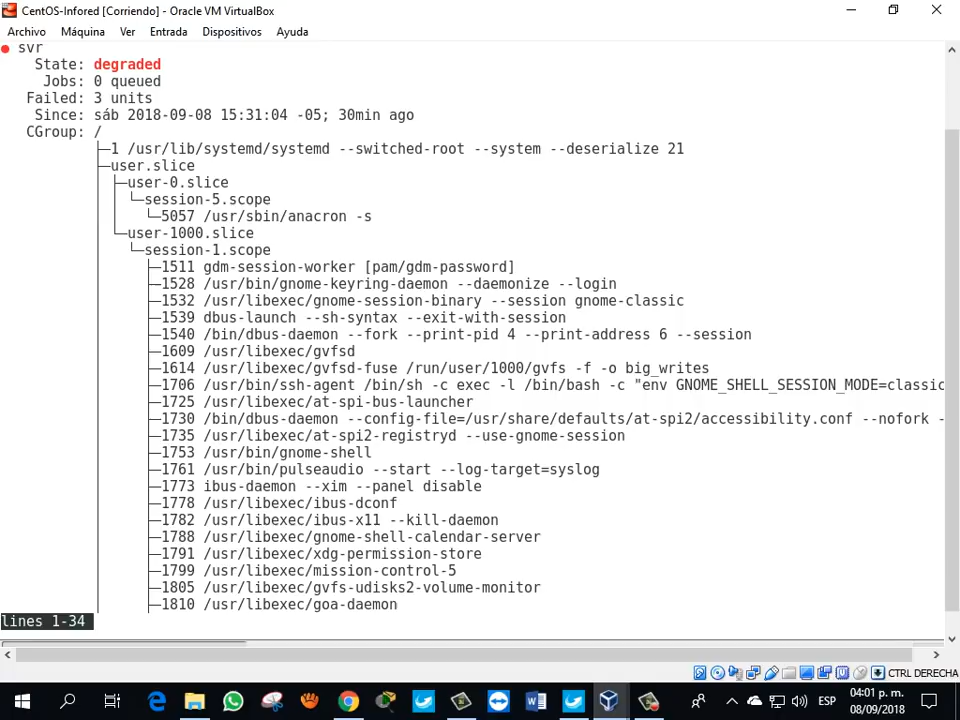 CentOS-Infored [Corriendo] - Oracle VM VirtualBox
Archivo Máquina Ver Entrada Dispositivos Ayuda
● svr
State: degraded
Jobs: 0 queued
Failed: 3 units
Since: sáb 2018-09-08 15:31:04 -05; 30min ago
CGroup: /
├─1 /usr/lib/systemd/systemd --switched-root --system --deserialize 21
├─user.slice
│ ├─user-0.slice
│ │ └─session-5.scope
│ │   └─5057 /usr/sbin/anacron -s
│ └─user-1000.slice
│   └─session-1.scope
│     ├─1511 gdm-session-worker [pam/gdm-password]
│     ├─1528 /usr/bin/gnome-keyring-daemon --daemonize --login
│     ├─1532 /usr/libexec/gnome-session-binary --session gnome-classic
│     ├─1539 dbus-launch --sh-syntax --exit-with-session
│     ├─1540 /bin/dbus-daemon --fork --print-pid 4 --print-address 6 --session
│     ├─1609 /usr/libexec/gvfsd
│     ├─1614 /usr/libexec/gvfsd-fuse /run/user/1000/gvfs -f -o big_writes
│     ├─1706 /usr/bin/ssh-agent /bin/sh -c exec -l /bin/bash -c "env GNOME_SHELL_SESSION_MODE=classic
│     ├─1725 /usr/libexec/at-spi-bus-launcher
│     ├─1730 /bin/dbus-daemon --config-file=/usr/share/defaults/at-spi2/accessibility.conf --nofork -
│     ├─1735 /usr/libexec/at-spi2-registryd --use-gnome-session
│     ├─1753 /usr/bin/gnome-shell
│     ├─1761 /usr/bin/pulseaudio --start --log-target=syslog
│     ├─1773 ibus-daemon --xim --panel disable
│     ├─1778 /usr/libexec/ibus-dconf
│     ├─1782 /usr/libexec/ibus-x11 --kill-daemon
│     ├─1788 /usr/libexec/gnome-shell-calendar-server
│     ├─1791 /usr/libexec/xdg-permission-store
│     ├─1799 /usr/libexec/mission-control-5
│     ├─1805 /usr/libexec/gvfs-udisks2-volume-monitor
│     ├─1810 /usr/libexec/goa-daemon
lines 1-34
CTRL DERECHA
ESP
04:01 p. m.
08/09/2018